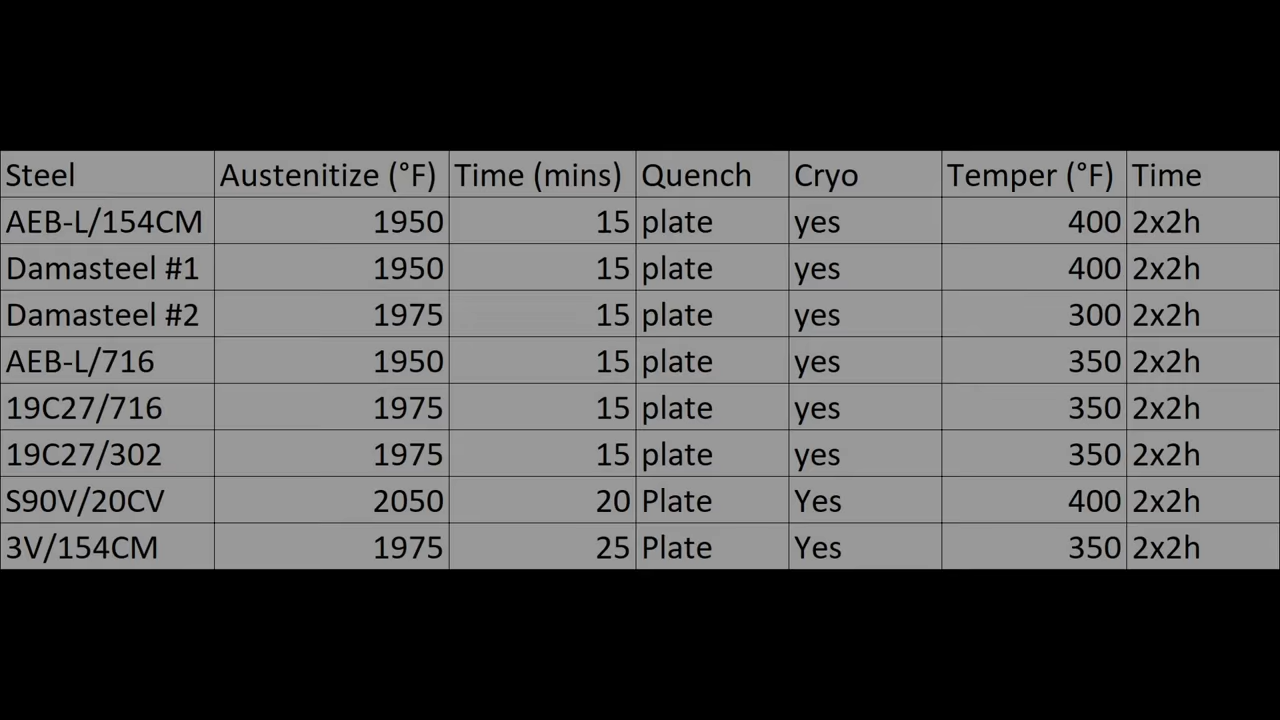 Steel Austenitize (°F) Time (mins) Quench Cryo Temper (°F) Time
AEB-L/154CM 1950 15 plate yes 400 2x2h
Damasteel #1 1950 15 plate yes 400 2x2h
Damasteel #2 1975 15 plate yes 300 2x2h
AEB-L/716 1950 15 plate yes 350 2x2h
19C27/716 1975 15 plate yes 350 2x2h
19C27/302 1975 15 plate yes 350 2x2h
S90V/20CV 2050 20 Plate Yes 400 2x2h
3V/154CM 1975 25 Plate Yes 350 2x2h